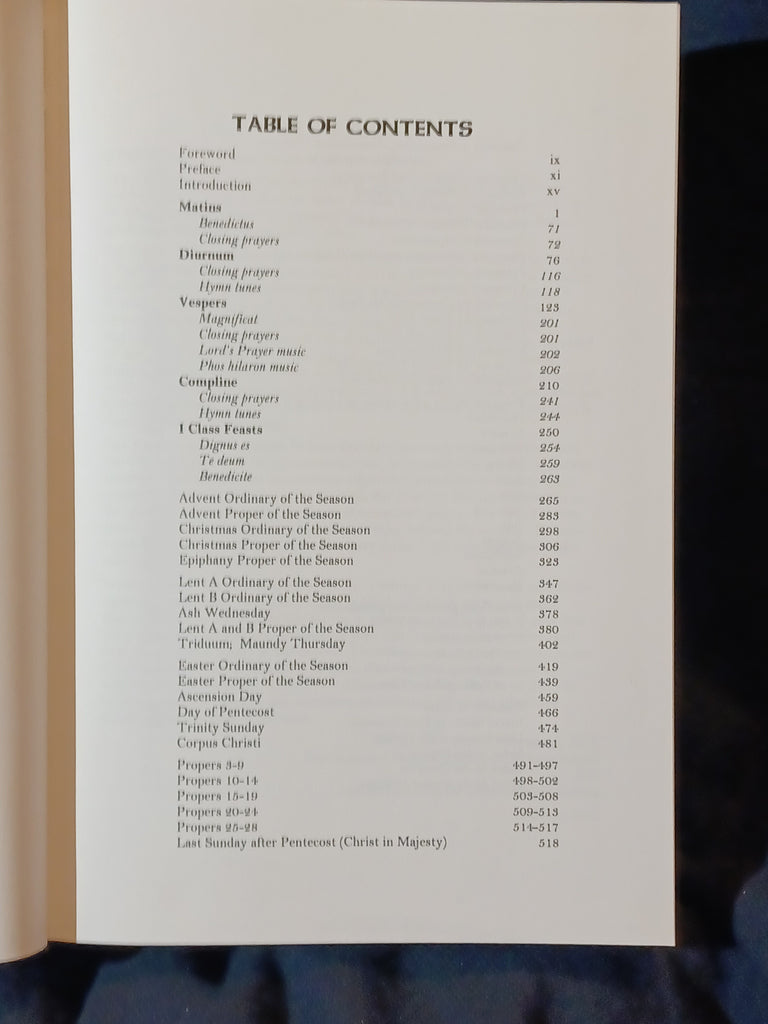 TABLE OF CONTENTS
Foreword ix
Preface xi
Introduction xv
Matins 1
Benedictus 71
Closing prayers 72
Diurnum 76
Closing prayers 116
Hymn tunes 118
Vespers 123
Magnificat 201
Closing prayers 201
Lord's Prayer music 202
Phos hilaron music 206
Compline 210
Closing prayers 241
Hymn tunes 244
I Class Feasts 250
Dignus es 254
Te deum 259
Benedicite 263
Advent Ordinary of the Season 265
Advent Proper of the Season 283
Christmas Ordinary of the Season 298
Christmas Proper of the Season 306
Epiphany Proper of the Season 323
Lent A Ordinary of the Season 347
Lent B Ordinary of the Season 362
Ash Wednesday 378
Lent A and B Proper of the Season 380
Triduum; Maundy Thursday 402
Easter Ordinary of the Season 419
Easter Proper of the Season 439
Ascension Day 459
Day of Pentecost 466
Trinity Sunday 474
Corpus Christi 481
Propers 3-9 491-497
Propers 10-14 498-502
Propers 15-19 503-508
Propers 20-24 509-513
Propers 25-28 514-517
Last Sunday after Pentecost (Christ in Majesty) 518